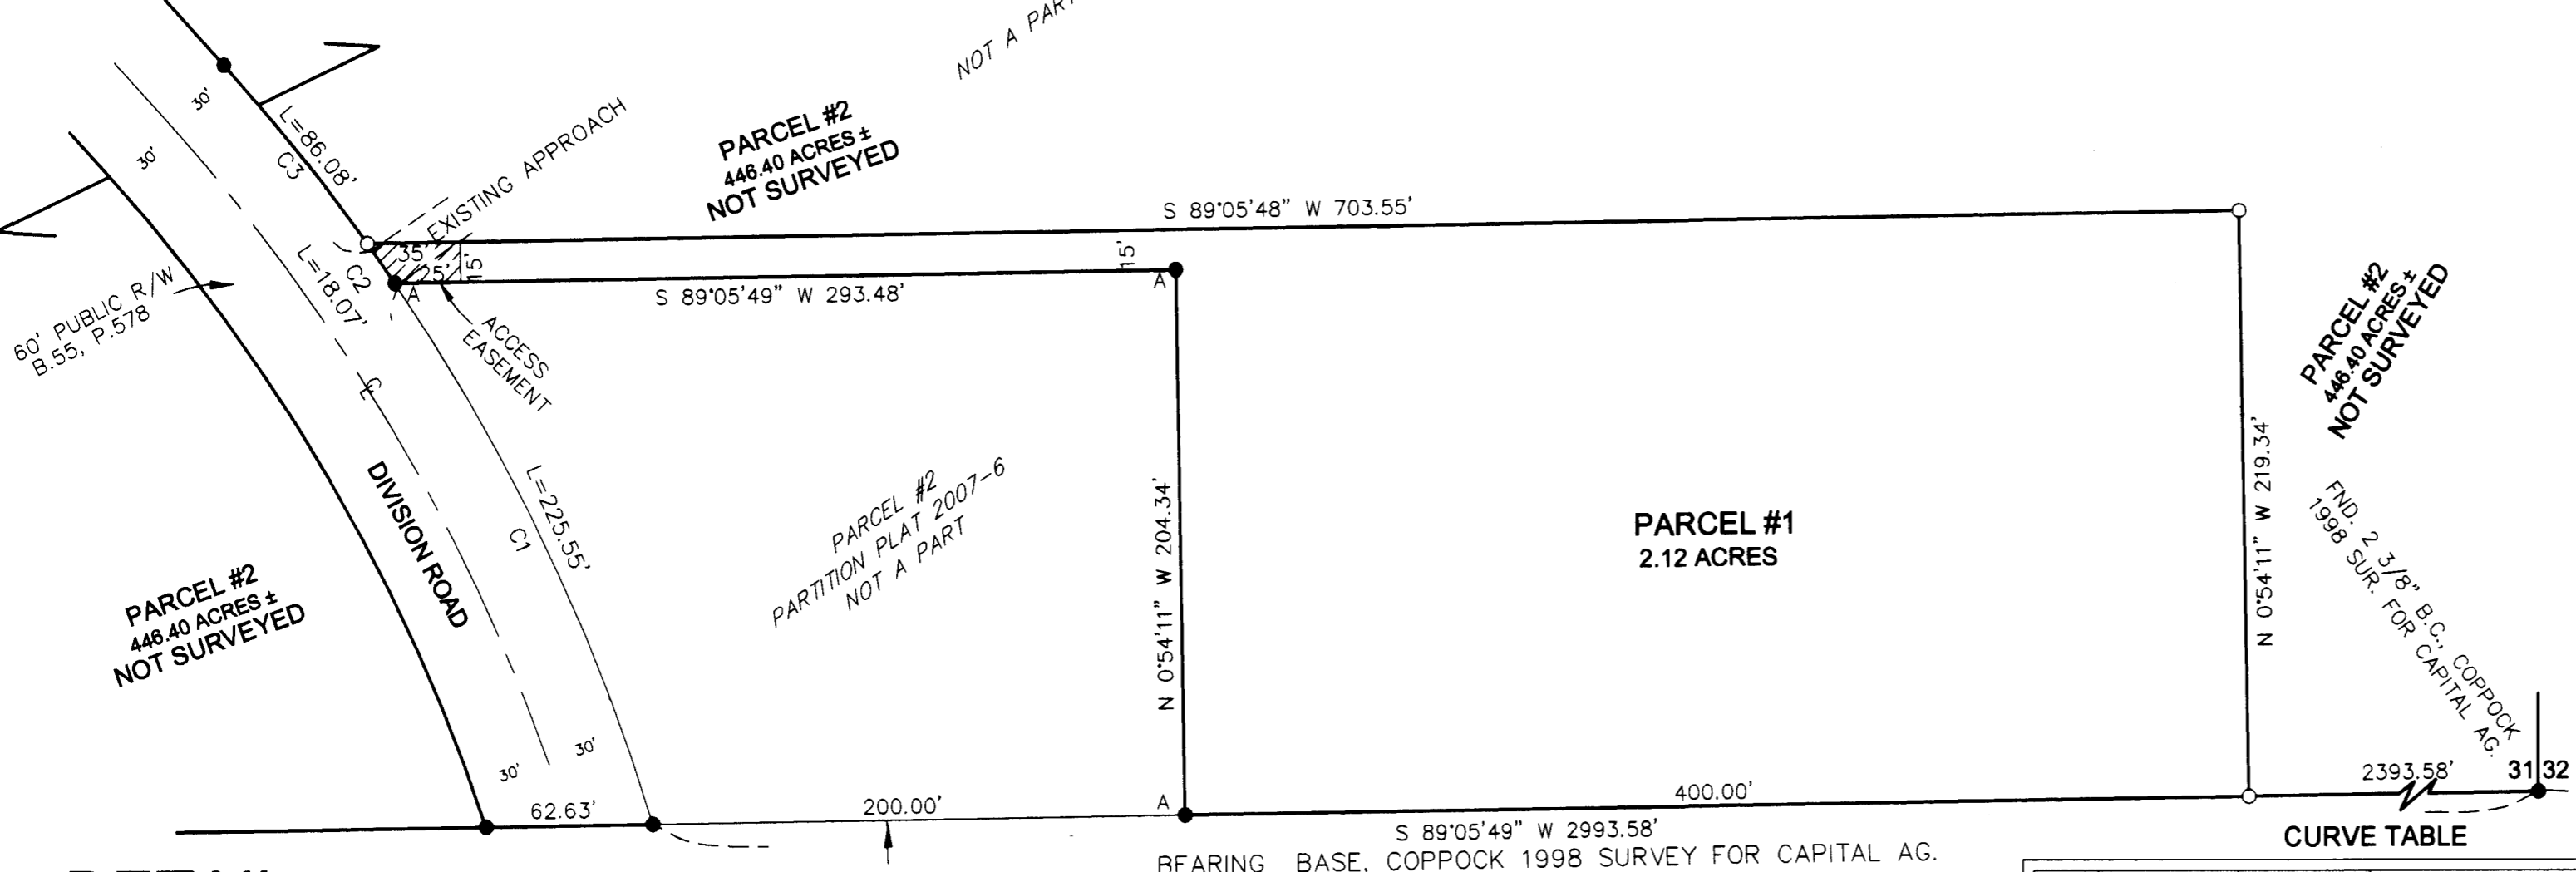 NOT A PART
30'
30'
L=86.08'
C3
EXISTING APPROACH
PARCEL #2
446.40 ACRES ±
NOT SURVEYED
S 89°05'48" W 703.55'
35'
25'
15'
15'
A
A
S 89°05'49" W 293.48'
C2
L=18.07'
60' PUBLIC R/W
B.55, P.578
ACCESS
EASEMENT
PARCEL #2
446.40 ACRES ±
NOT SURVEYED
N 0°54'11" W 219.34'
FND. 2 3/8" B.C., COPPOCK
1998 SUR. FOR CAPITAL AG.
DIVISION ROAD
L=225.55'
C1
PARCEL #2
PARTITION PLAT 2007-6
NOT A PART
N 0°54'11" W 204.34'
PARCEL #1
2.12 ACRES
PARCEL #2
446.40 ACRES ±
NOT SURVEYED
30'
30'
62.63'
200.00'
A
400.00'
2393.58'
31 32
S 89°05'49" W 2993.58'
BEARING BASE, COPPOCK 1998 SURVEY FOR CAPITAL AG.
CURVE TABLE